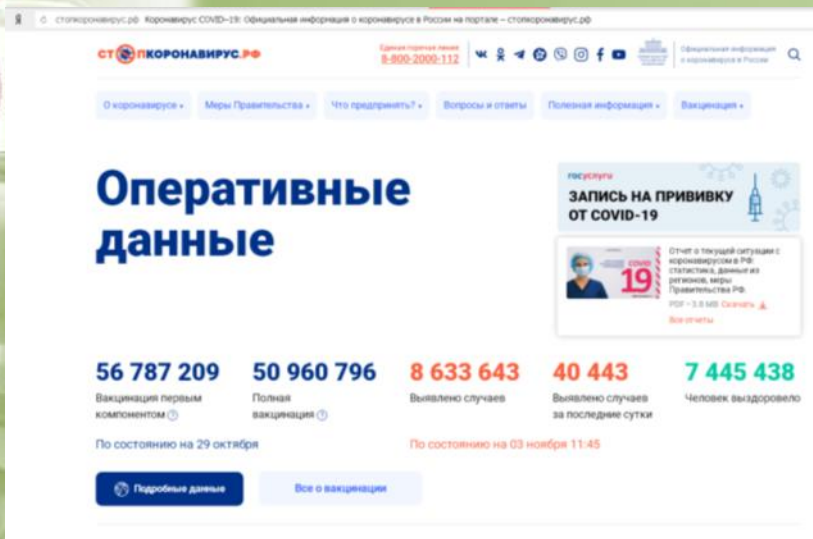 стопкоронавирус.рф Коронавирус COVID–19: Официальная информация о коронавирусе в России на портале – стопкоронавирус.рф
СТОПКОРОНАВИРУС.РФ
Единая горячая линия
8-800-2000-112
Официальная информация
о коронавирусе в России
О коронавирусе
Меры Правительства
Что предпринять?
Вопросы и ответы
Полезная информация
Вакцинация
Оперативные
данные
госуслуги
ЗАПИСЬ НА ПРИВИВКУ
ОТ COVID-19
COVID
19
Отчет о текущей ситуации с
коронавирусом в РФ:
статистика, данные из
регионов, меры
Правительства РФ.
PDF • 3.8 MB Скачать
Все отчеты
56 787 209
Вакцинация первым
компонентом
50 960 796
Полная
вакцинация
8 633 643
Выявлено случаев
40 443
Выявлено случаев
за последние сутки
7 445 438
Человек выздоровело
По состоянию на 29 октября
По состоянию на 03 ноября 11:45
Подробные данные
Все о вакцинации